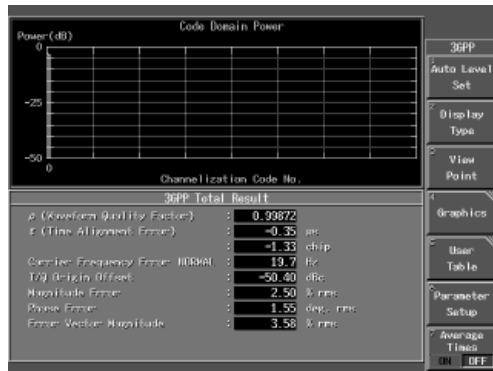 Code Domain Power
Power(dB)
0
-25
-50
0
Channelization Code No.
3GPP Total Result
ρ (Waveform Quality Factor) : 0.99872
τ (Time Alignment Error) : -0.35 μs
: -1.33 chip
Carrier Frequency Error NORMAL : 19.7 Hz
I/Q Origin Offset : -50.40 dBc
Magnitude Error : 2.50 % rms
Phase Error : 1.55 deg. rms
Error Vector Magnitude : 3.58 % rms
3GPP
Auto Level
Set
Display
Type
View
Point
Graphics
User
Table
Parameter
Setup
Average
Times
ON OFF